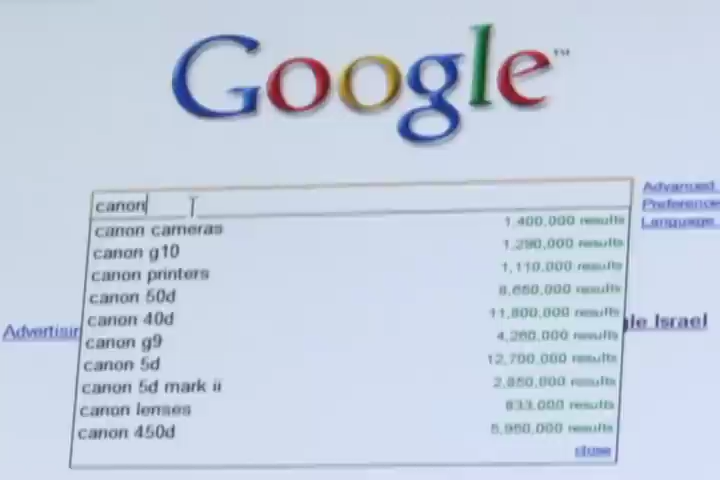 Google™
canon
Advanced
Preference
Language
canon cameras 1,400,000 results
canon g10 1,290,000 results
canon printers 1,110,000 results
canon 50d 8,650,000 results
canon 40d 11,800,000 results
canon g9 4,260,000 results
canon 5d 12,700,000 results
canon 5d mark ii 2,850,000 results
canon lenses 833,000 results
canon 450d 5,950,000 results
close
Advertisin
gle Israel